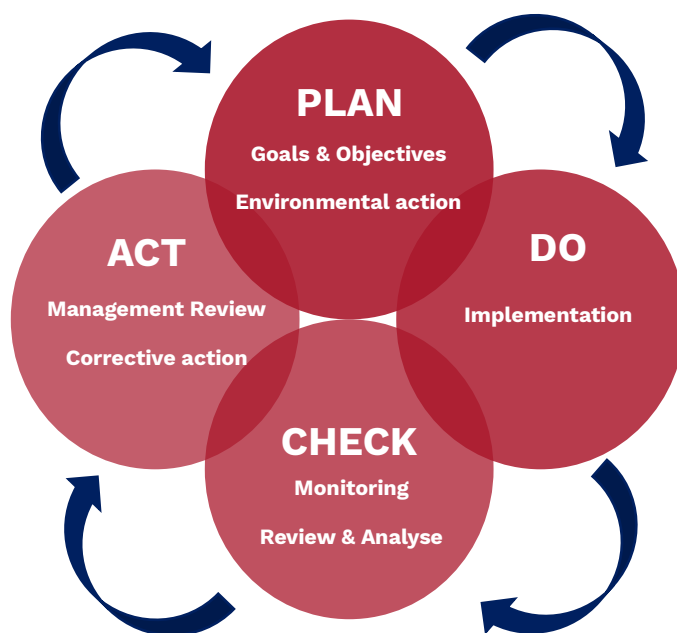 PLAN
Goals & Objectives
Environmental action
DO
Implementation
CHECK
Monitoring
Review & Analyse
ACT
Management Review
Corrective action